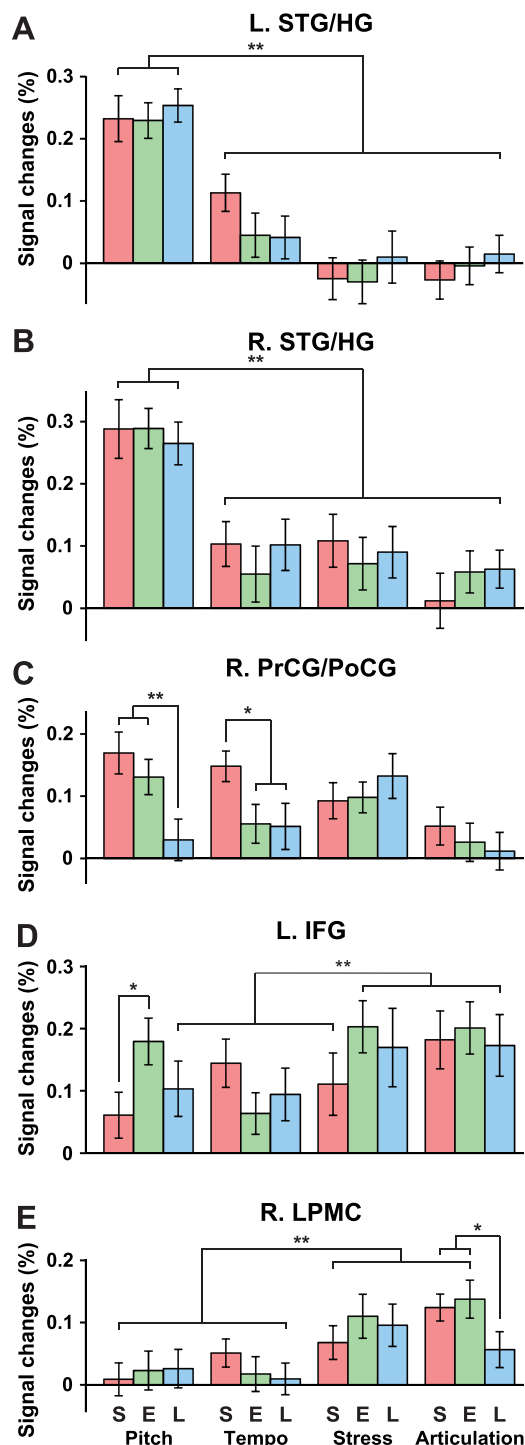 A
L. STG/HG
**
0.3
0.2
0.1
0
Signal changes (%)
B
R. STG/HG
**
0.3
0.2
0.1
0
Signal changes (%)
C
R. PrCG/PoCG
**
*
0.2
0.1
0
Signal changes (%)
D
L. IFG
**
*
0.3
0.2
0.1
0
Signal changes (%)
E
R. LPMC
**
*
0.2
0.1
0
Signal changes (%)
S E L S E L S E L S E L
Pitch Tempo Stress Articulation